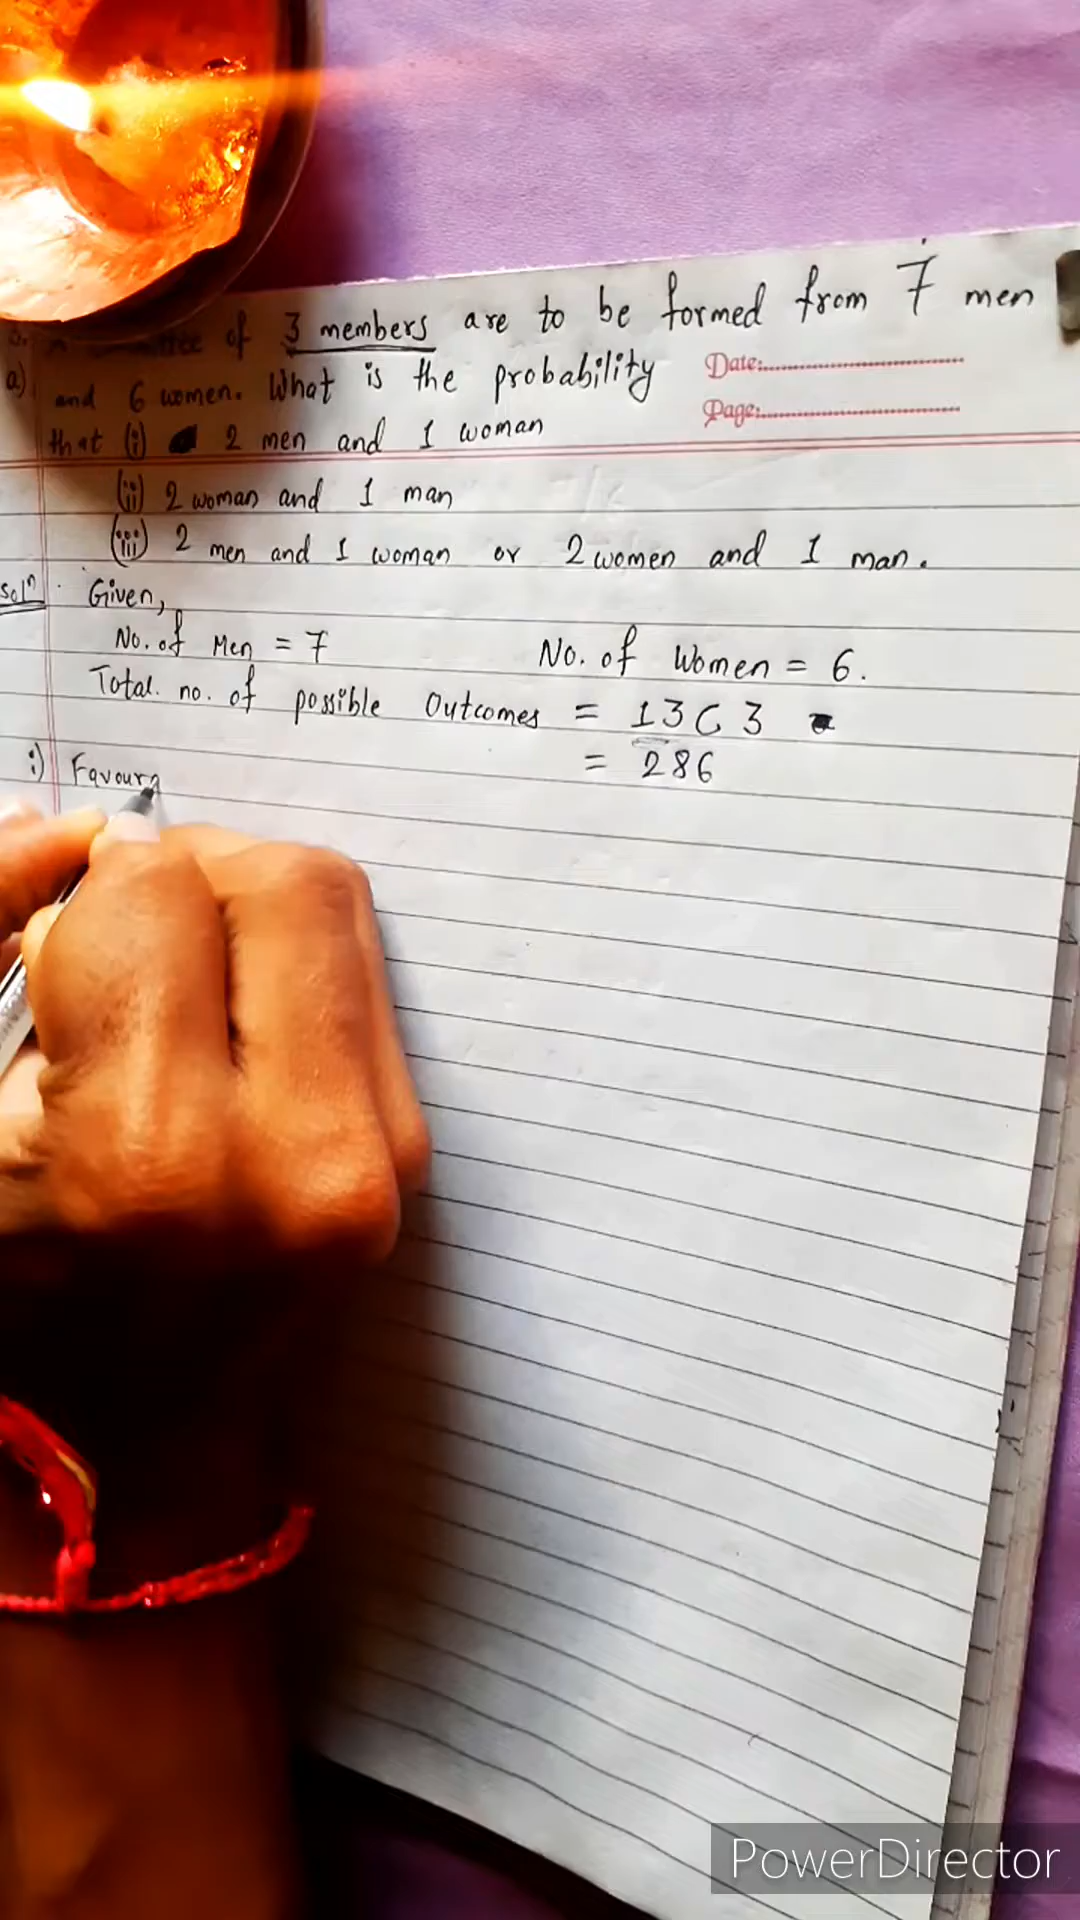 of 3 members are to be formed from 7 men
a) and 6 women. What is the probability
Date:
Page:
that (i) 2 men and 1 woman
(ii) 2 woman and 1 man
(iii) 2 men and 1 woman or 2 women and 1 man.
Solⁿ. Given,
No. of Men = 7 No. of Women = 6.
Total. no. of possible Outcomes = 13C3
= 286
i) Favoura
PowerDirector